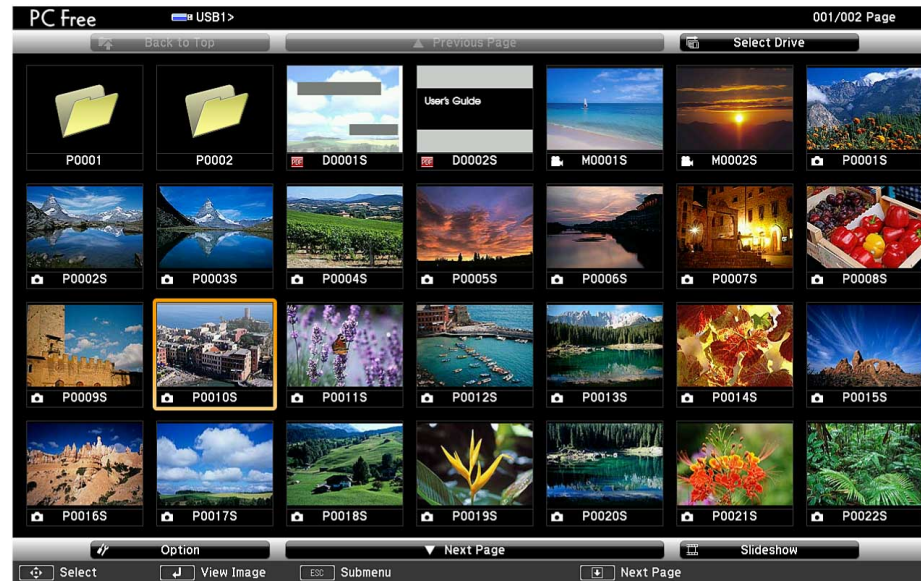 PC Free USB1> 001/002 Page
Back to Top Previous Page Select Drive
User's Guide
P0001 P0002 PDF D0001S PDF D0002S M0001S M0002S P0001S
P0002S P0003S P0004S P0005S P0006S P0007S P0008S
P0009S P0010S P0011S P0012S P0013S P0014S P0015S
P0016S P0017S P0018S P0019S P0020S P0021S P0022S
Option Next Page Slideshow
Select View Image ESC Submenu Next Page